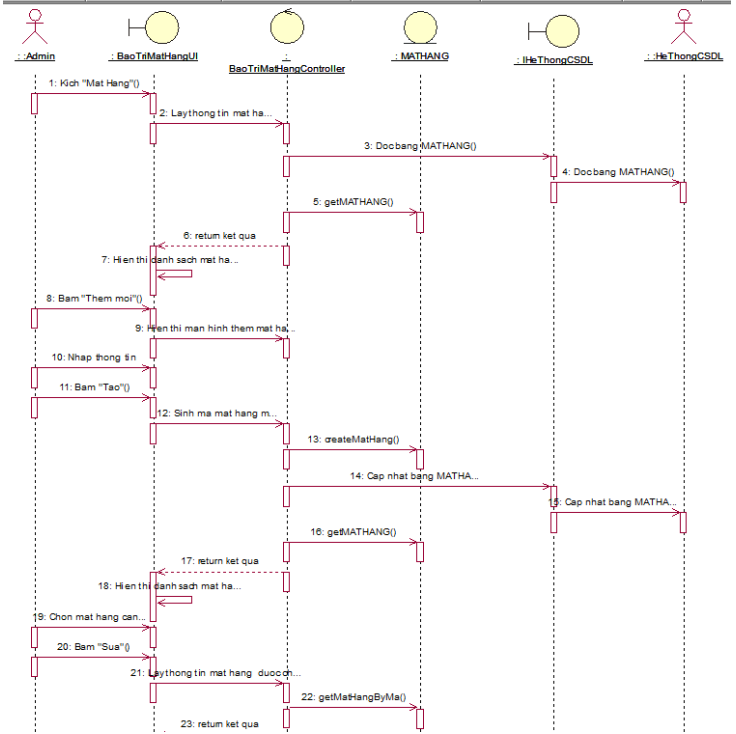 : :Admin
: BaoTriMatHangUI
:
BaoTriMatHangController
: MATHANG
: IHeThongCSDL
: :HeThongCSDL
1: Kich "Mat Hang"()
2: Laythong tin mat ha...
3: Docbang MATHANG()
4: Docbang MATHANG()
5: getMATHANG()
6: return ket qua
7: Hien thi danh sach mat ha...
8: Bam "Them moi"()
9: Hien thi man hinh them mat ha...
10: Nhap thong tin
11: Bam "Tao"()
12: Sinh ma mat hang m...
13: createMatHang()
14: Cap nhat bang MATHA...
15: Cap nhat bang MATHA...
16: getMATHANG()
17: return ket qua
18: Hien thi danh sach mat ha...
19: Chon mat hang can...
20: Bam "Sua"()
21: Laythong tin mat hang duoc ch...
22: getMatHangByMa()
23: return ket qua